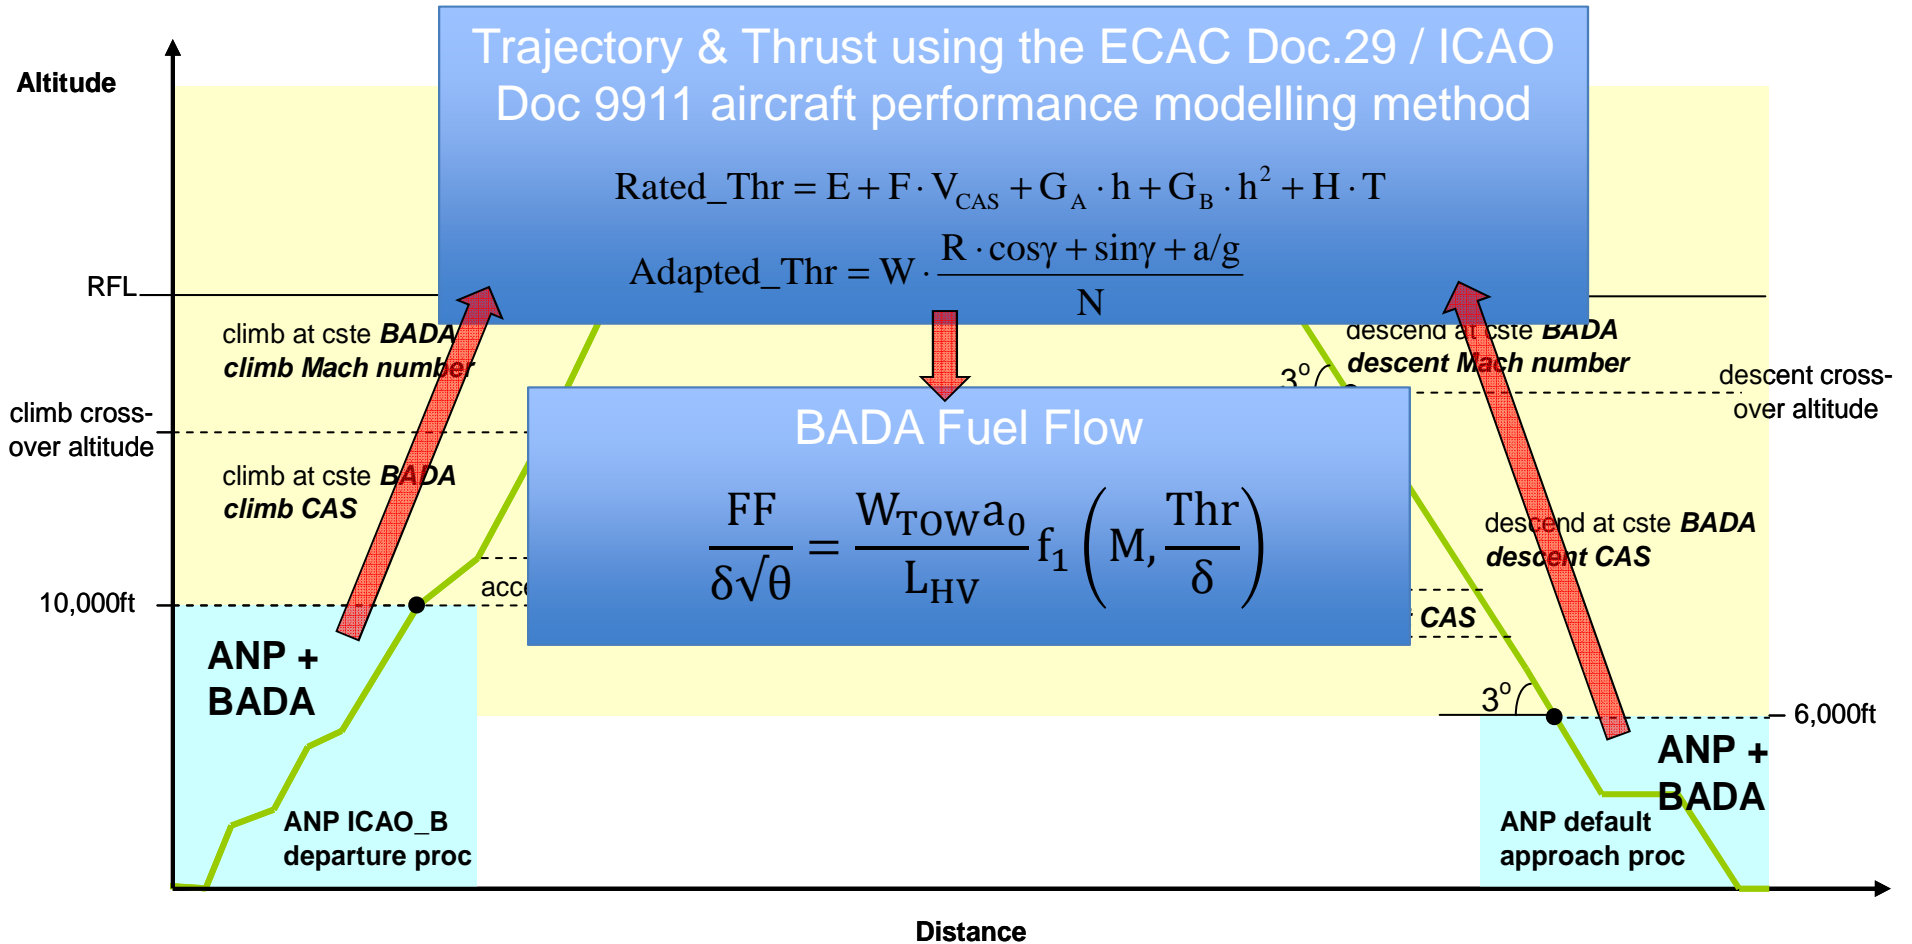 Trajectory & Thrust using the ECAC Doc.29 / ICAO
Doc 9911 aircraft performance modelling method
Rated_Thr = E + F · V_CAS + G_A · h + G_B · h² + H · T
Adapted_Thr = W · (R · cosγ + sinγ + a/g) / N
Altitude
RFL
climb at cste BADA
climb Mach number
descend at cste BADA
descent Mach number
3°
descent cross-
over altitude
climb cross-
over altitude
BADA Fuel Flow
FF / δ√θ = (W_TOW a_0 / L_HV) f_1 (M, Thr / δ)
climb at cste BADA
climb CAS
descend at cste BADA
descent CAS
10,000ft
CAS
ANP +
BADA
3°
6,000ft
ANP +
BADA
ANP ICAO_B
departure proc
ANP default
approach proc
Distance